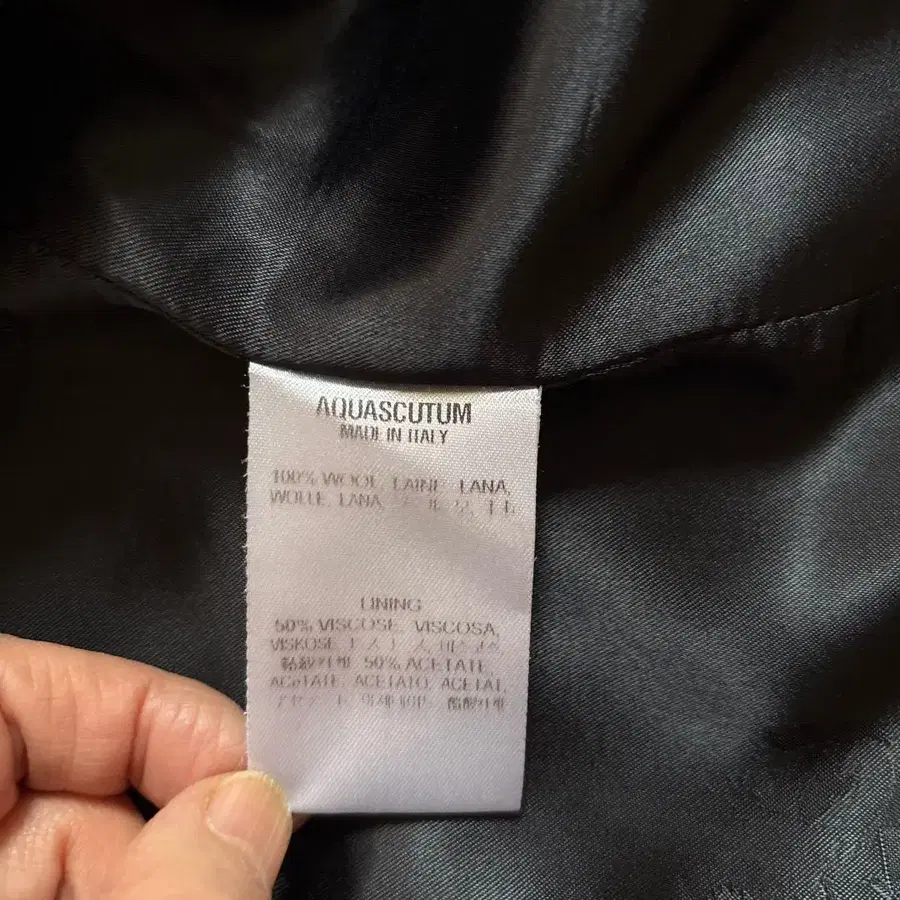 AQUASCUTUM
MADE IN ITALY
100% WOOL, LAINE, LANA,
WOLLE, LANA,
LINING
50% VISCOSE, VISCOSA,
VISKOSE,
50% ACETATE,
ACeTATE, ACETATO, ACETAT,